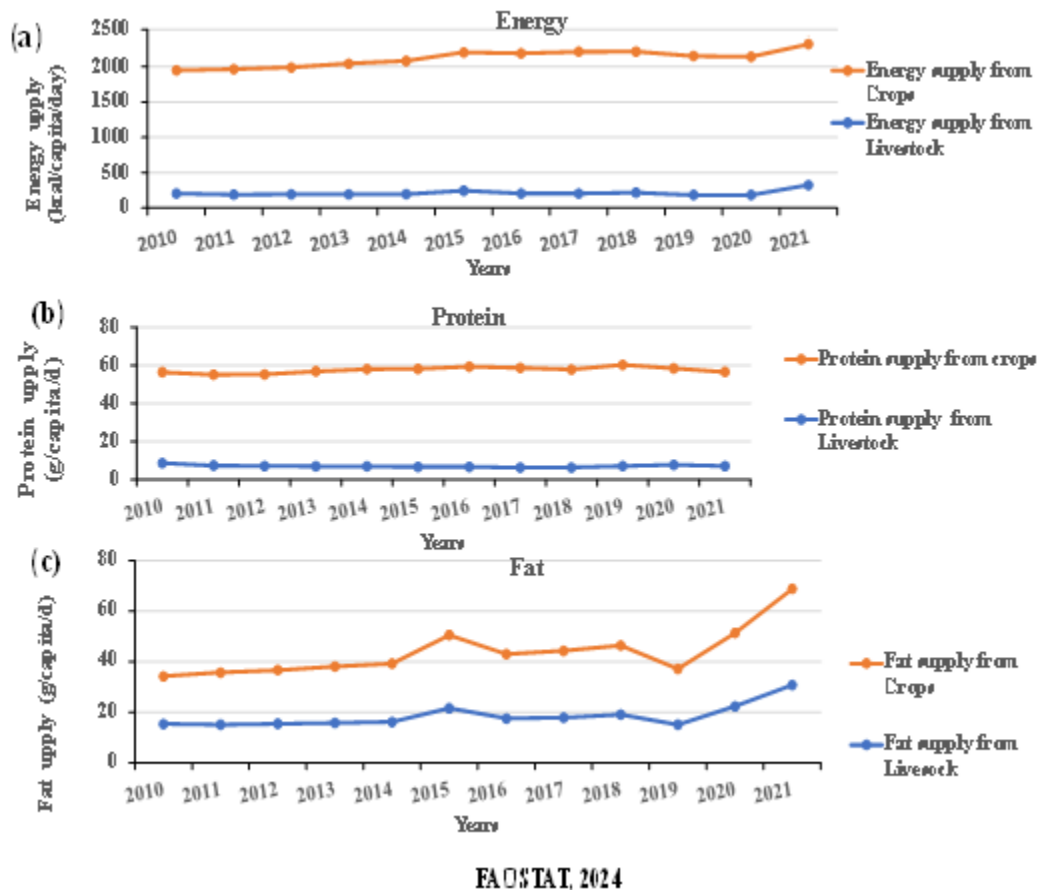 (a)
Energy
Energy upply
(kcal/capita/day)
2500
2000
1500
1000
500
0
2010 2011 2012 2013 2014 2015 2016 2017 2018 2019 2020 2021
Years
Energy supply from
Crops
Energy supply from
Livestock
(b)
Protein
Protein upply
(g/capita/d)
80
60
40
20
0
2010 2011 2012 2013 2014 2015 2016 2017 2018 2019 2020 2021
Years
Protein supply from crops
Protein supply from
Livestock
(c)
Fat
Fat upply (g/capita/d)
80
60
40
20
0
2010 2011 2012 2013 2014 2015 2016 2017 2018 2019 2020 2021
Years
Fat supply from
Crops
Fat supply from
Livestock
FAOSTAT, 2024